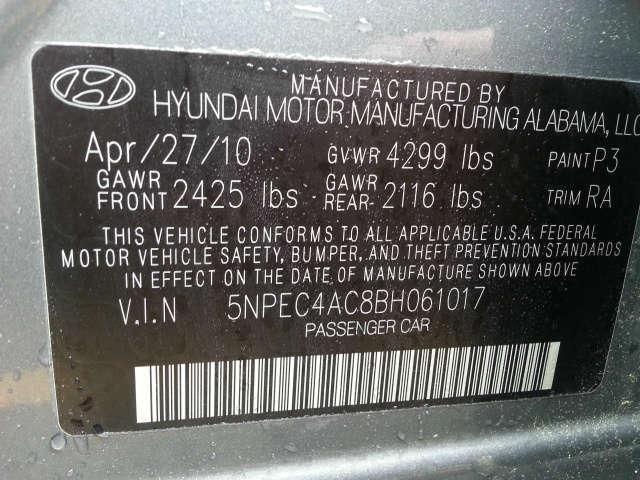 MANUFACTURED BY
HYUNDAI MOTOR MANUFACTURING ALABAMA, LLC
Apr/27/10 GVWR 4299 lbs PAINT P3
GAWR FRONT 2425 lbs GAWR REAR- 2116 lbs TRIM RA
THIS VEHICLE CONFORMS TO ALL APPLICABLE U.S.A. FEDERAL
MOTOR VEHICLE SAFETY, BUMPER, AND THEFT PREVENTION STANDARDS
IN EFFECT ON THE DATE OF MANUFACTURE SHOWN ABOVE.
V.I.N 5NPEC4AC8BH061017
PASSENGER CAR